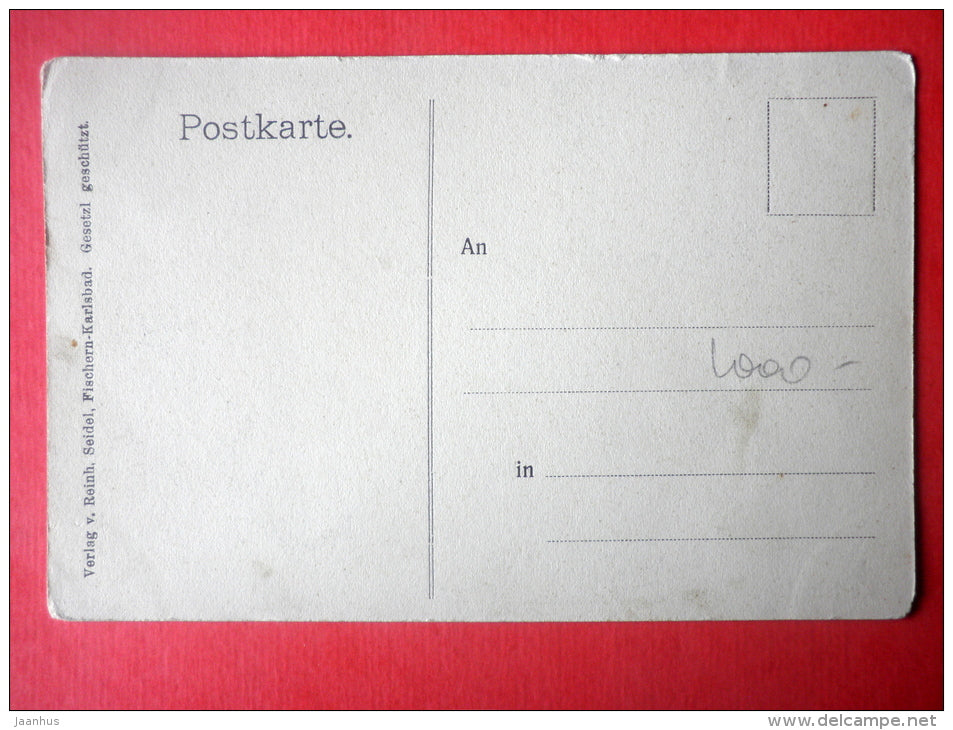 Postkarte.
Verlag v. Reinh. Seidel, Fischern-Karlsbad. Gesetzl geschützt.
An
1000 -
in
Jaanhus
www.delcampe.net